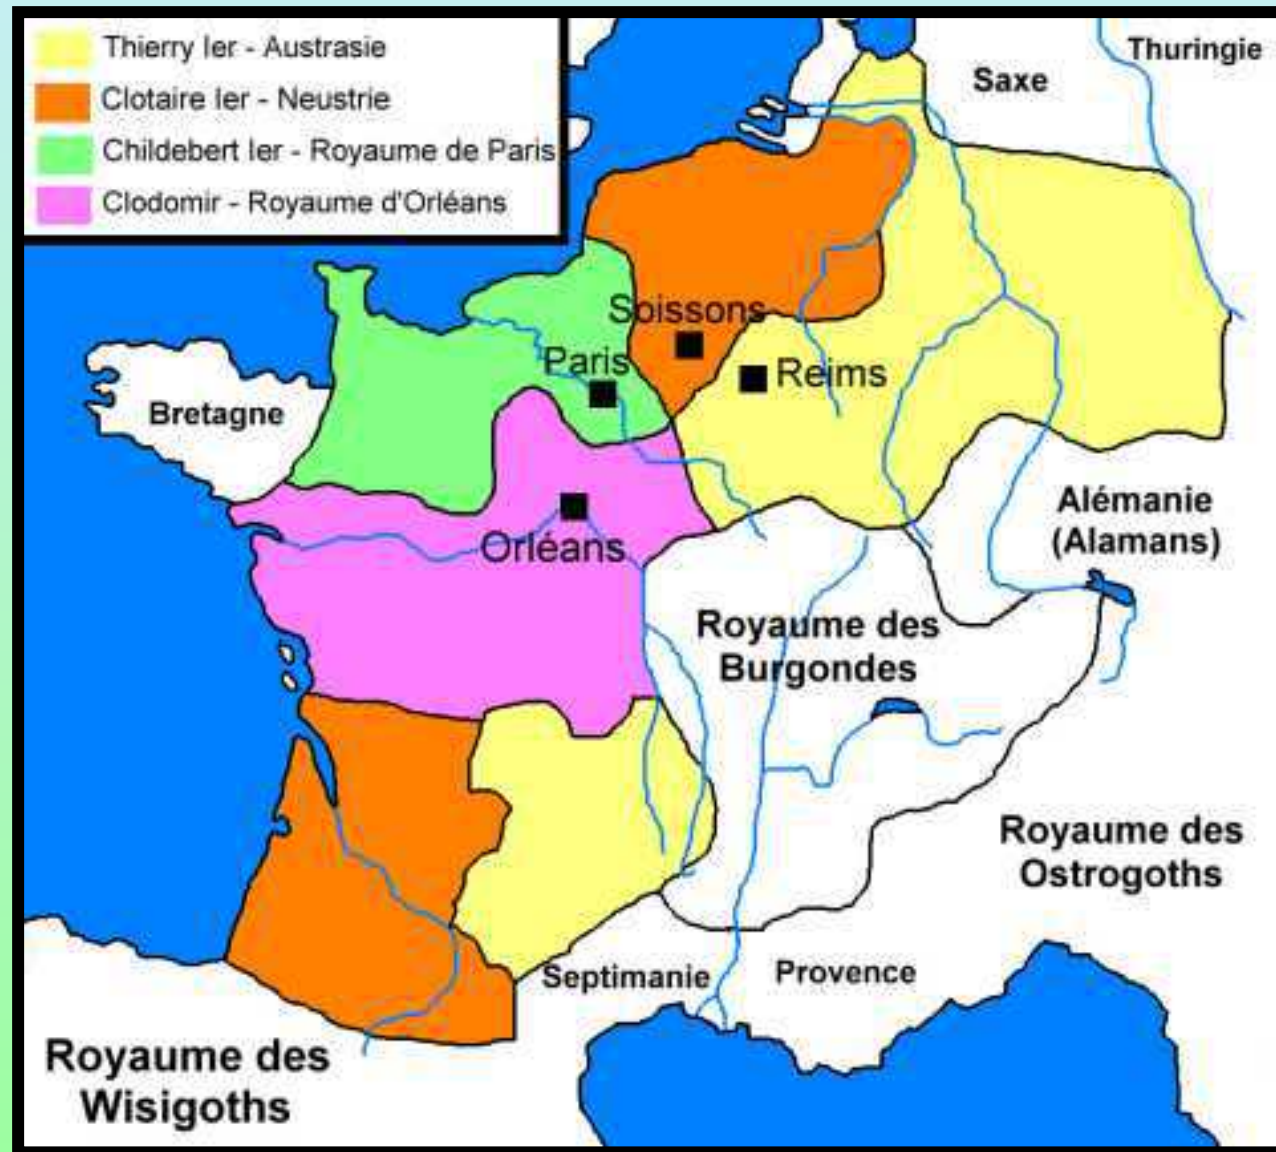 Thierry Ier - Austrasie
Clotaire Ier - Neustrie
Childebert Ier - Royaume de Paris
Clodomir - Royaume d'Orléans
Thuringie
Saxe
Soissons
Paris
Reims
Bretagne
Alémanie
(Alamans)
Orléans
Royaume des
Burgondes
Royaume des
Ostrogoths
Septimanie
Provence
Royaume des
Wisigoths